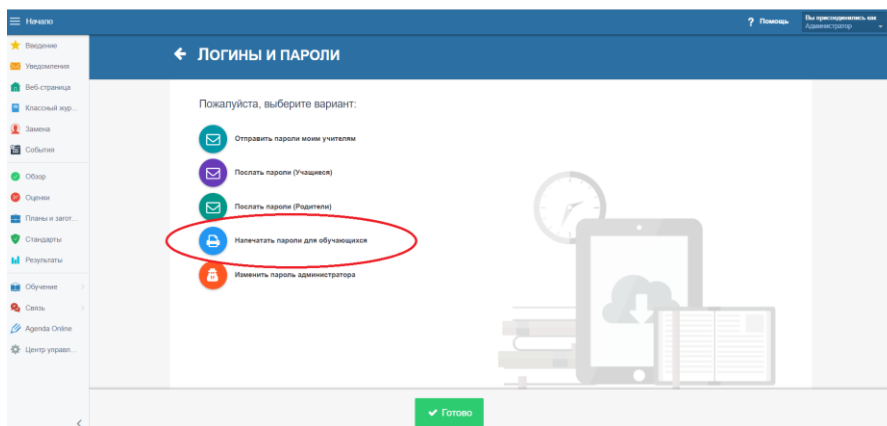 Начало
Помощь
Вы присоединились как
Администратор
Введение
Уведомления
Веб-страница
Классный жур...
Замена
События
Обзор
Оценки
Планы и загот...
Стандарты
Результаты
Обучение
Связь
Agenda Online
Центр управл...
Логины и пароли
Пожалуйста, выберите вариант:
Отправить пароли моим учителям
Послать пароли (Учащиеся)
Послать пароли (Родители)
Напечатать пароли для обучающихся
Изменить пароль администратора
Готово